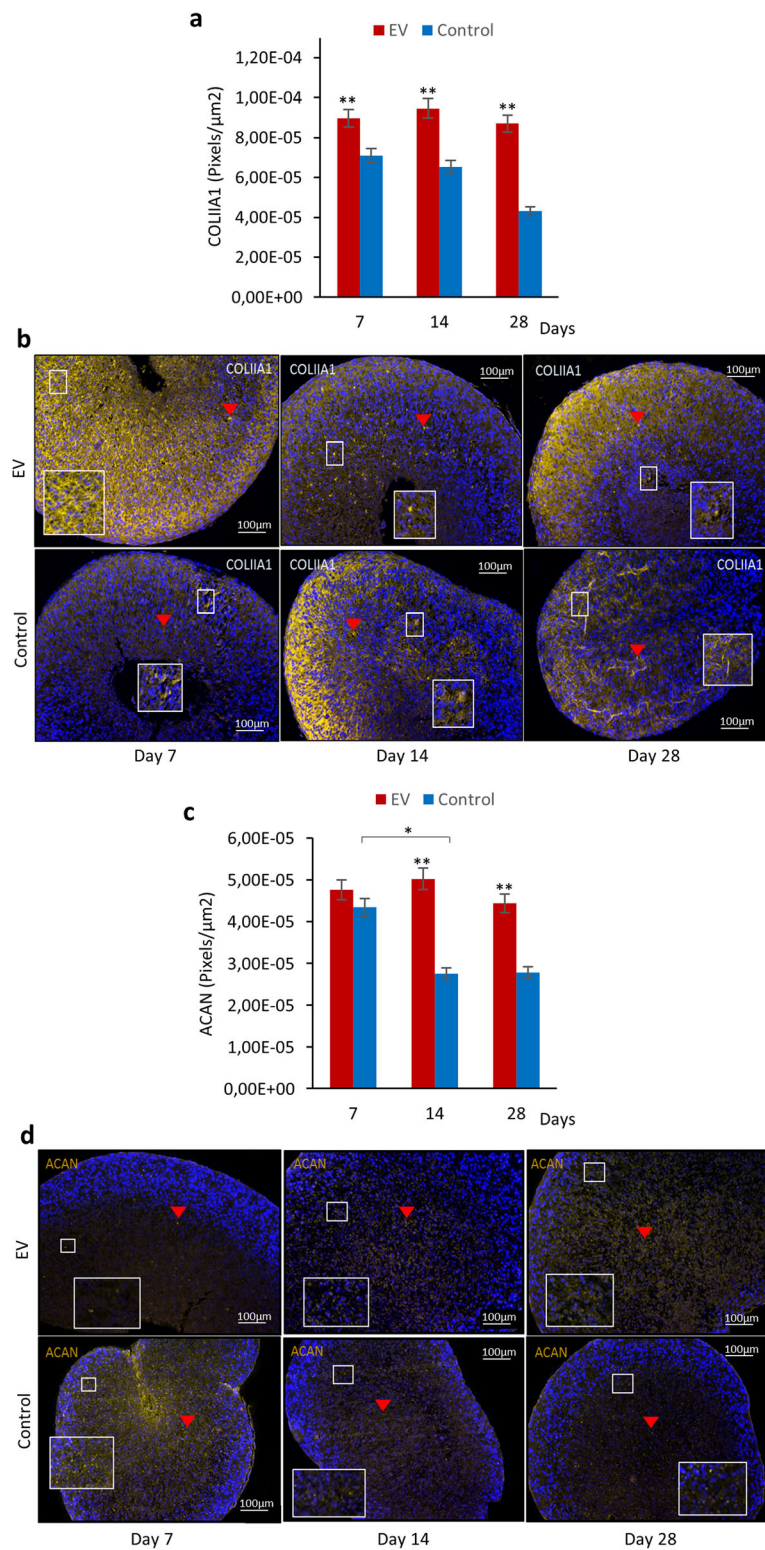 a
EV Control
COLIIA1 (Pixels/µm2)
1,20E-04
1,00E-04
8,00E-05
6,00E-05
4,00E-05
2,00E-05
0,00E+00
** ** **
7 14 28 Days
b
EV
COLIIA1 COLIIA1 COLIIA1
100µm 100µm 100µm
Control
COLIIA1 COLIIA1 COLIIA1
100µm 100µm 100µm
Day 7 Day 14 Day 28
c
EV Control
ACAN (Pixels/µm2)
6,00E-05
5,00E-05
4,00E-05
3,00E-05
2,00E-05
1,00E-05
0,00E+00
*
** **
7 14 28 Days
d
EV
ACAN ACAN ACAN
100µm 100µm 100µm
Control
ACAN ACAN ACAN
100µm 100µm 100µm
Day 7 Day 14 Day 28